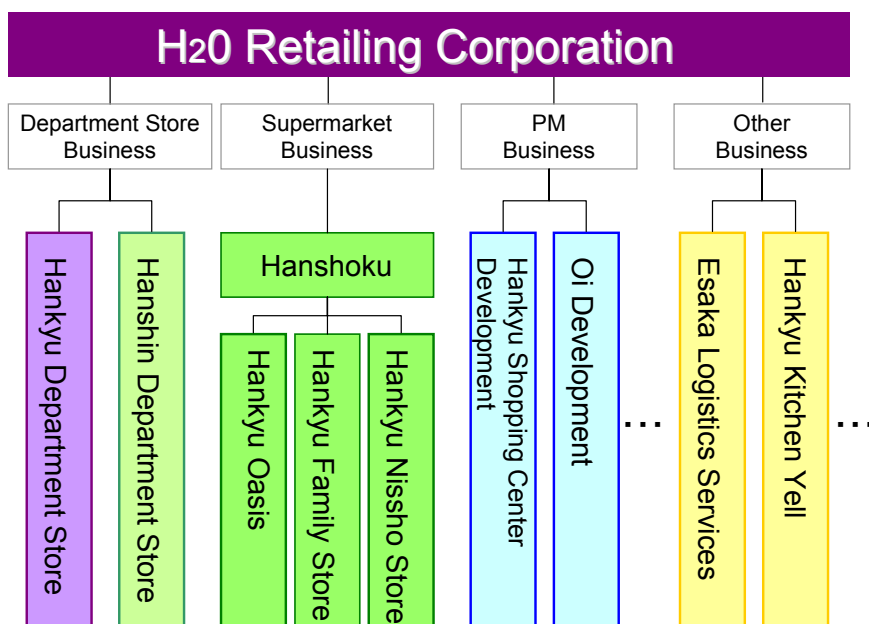 H20 Retailing Corporation
Department Store
Business
Supermarket
Business
PM
Business
Other
Business
Hankyu Department Store
Hanshin Department Store
Hanshoku
Hankyu Oasis
Hankyu Family Store
Hankyu Nissho Store
Hankyu Shopping Center
Development
Oi Development
...
Esaka Logistics Services
Hankyu Kitchen Yell
...